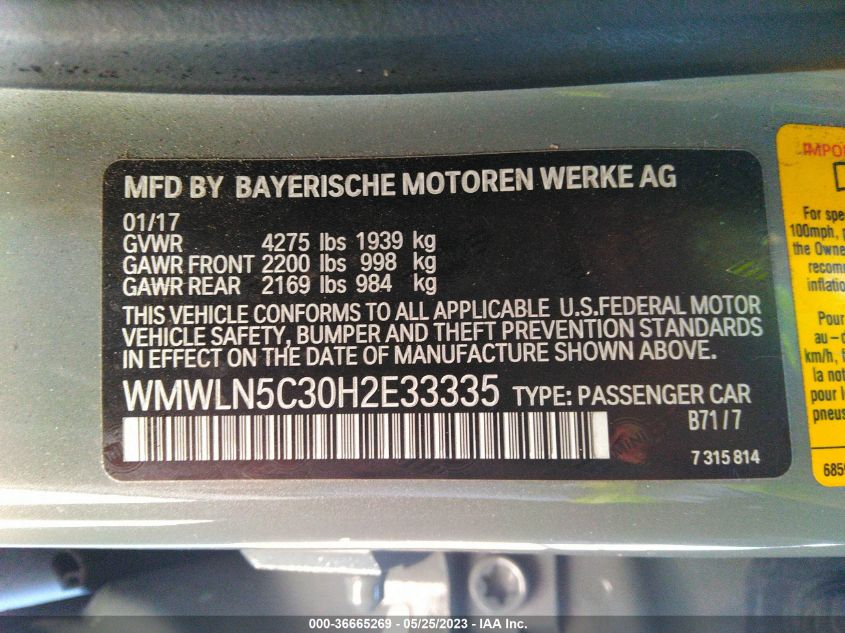 MFD BY BAYERISCHE MOTOREN WERKE AG
01/17
GVWR 4275 lbs 1939 kg
GAWR FRONT 2200 lbs 998 kg
GAWR REAR 2169 lbs 984 kg
THIS VEHICLE CONFORMS TO ALL APPLICABLE U.S.FEDERAL MOTOR
VEHICLE SAFETY, BUMPER AND THEFT PREVENTION STANDARDS
IN EFFECT ON THE DATE OF MANUFACTURE SHOWN ABOVE.
WMWLN5C30H2E33335 TYPE: PASSENGER CAR
B71/7
7 315 814
For spe
100mph, p
the Owne
recom
inflatio
Pour
au-d
km/h, t
la not
pour l
pneus
685
000-36665269 - 05/25/2023 - IAA Inc.